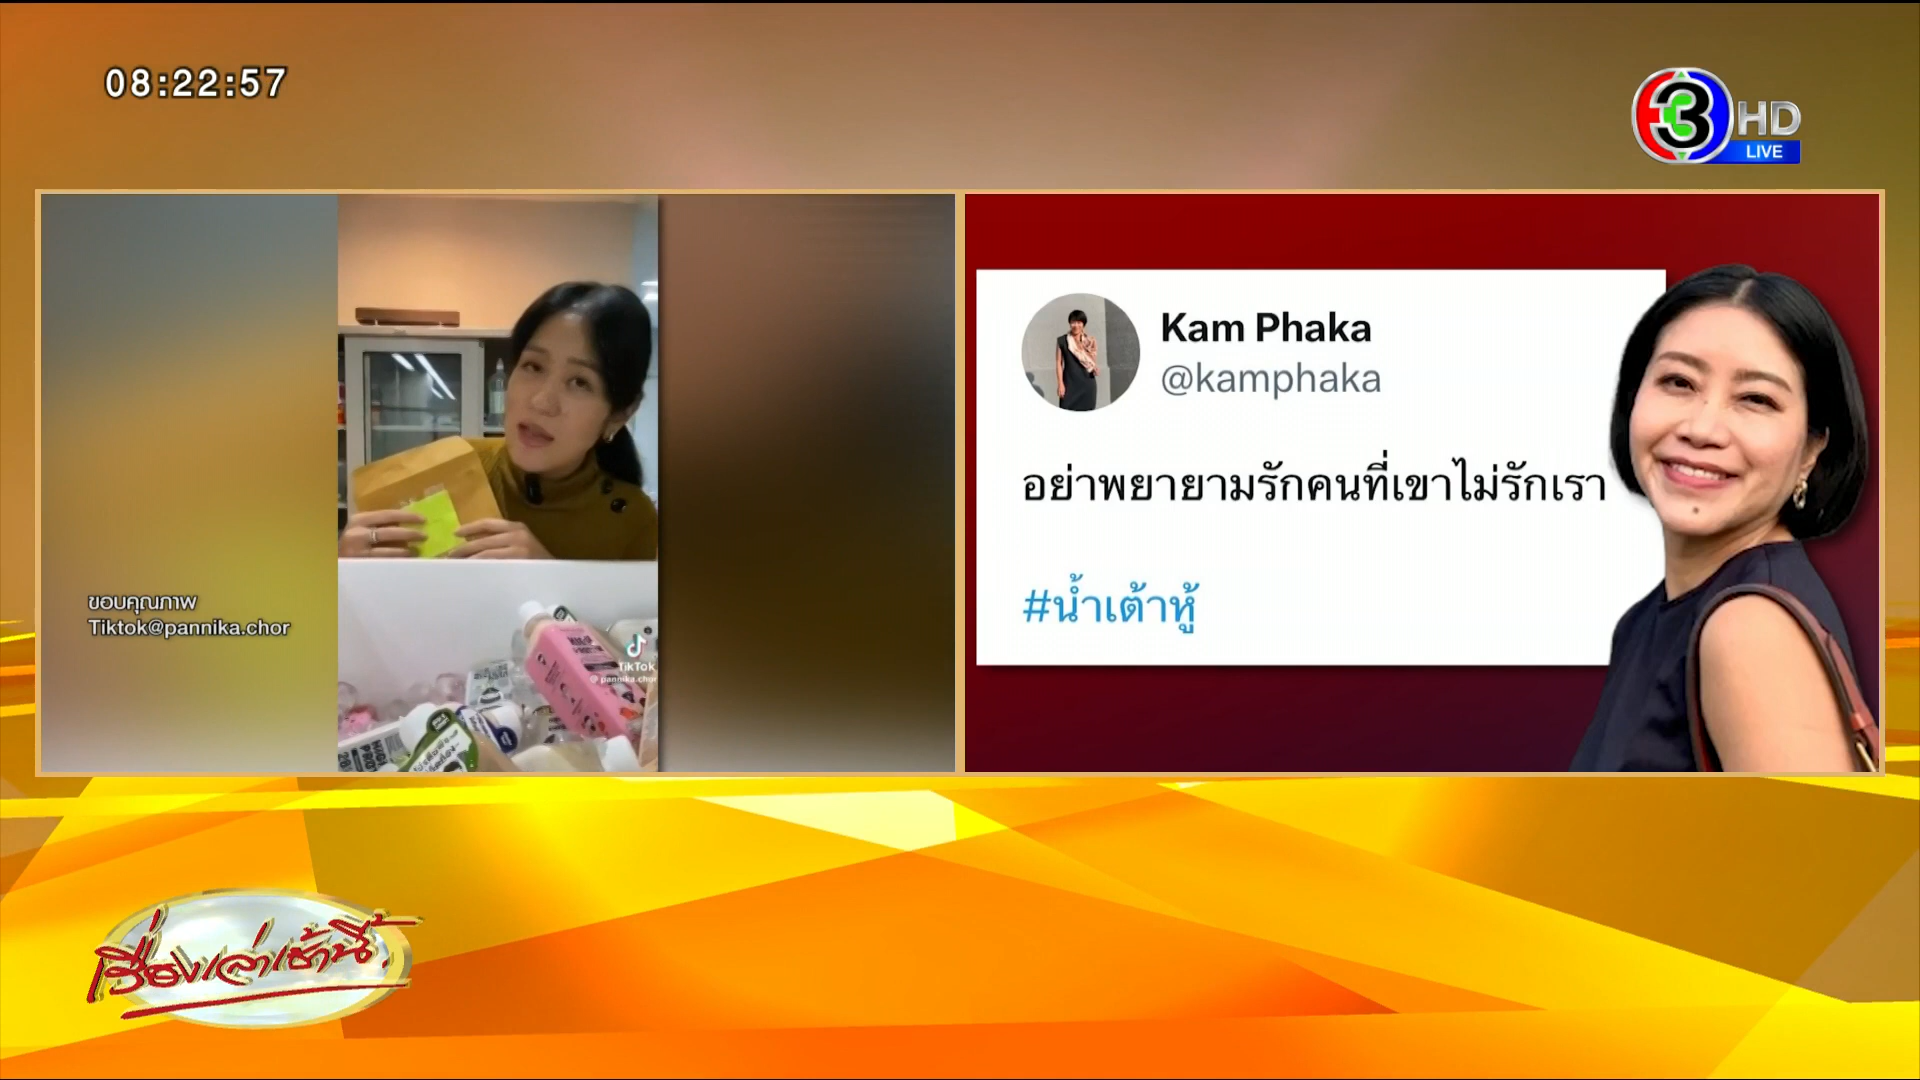 08:22:57
3 HD
LIVE
ขอบคุณภาพ
Tiktok@pannika.chor
TikTok
@ pannika.chor
Kam Phaka
@kamphaka
อย่าพยายามรักคนที่เขาไม่รักเรา
#น้ำเต้าหู้
เรื่องเล่าเช้านี้